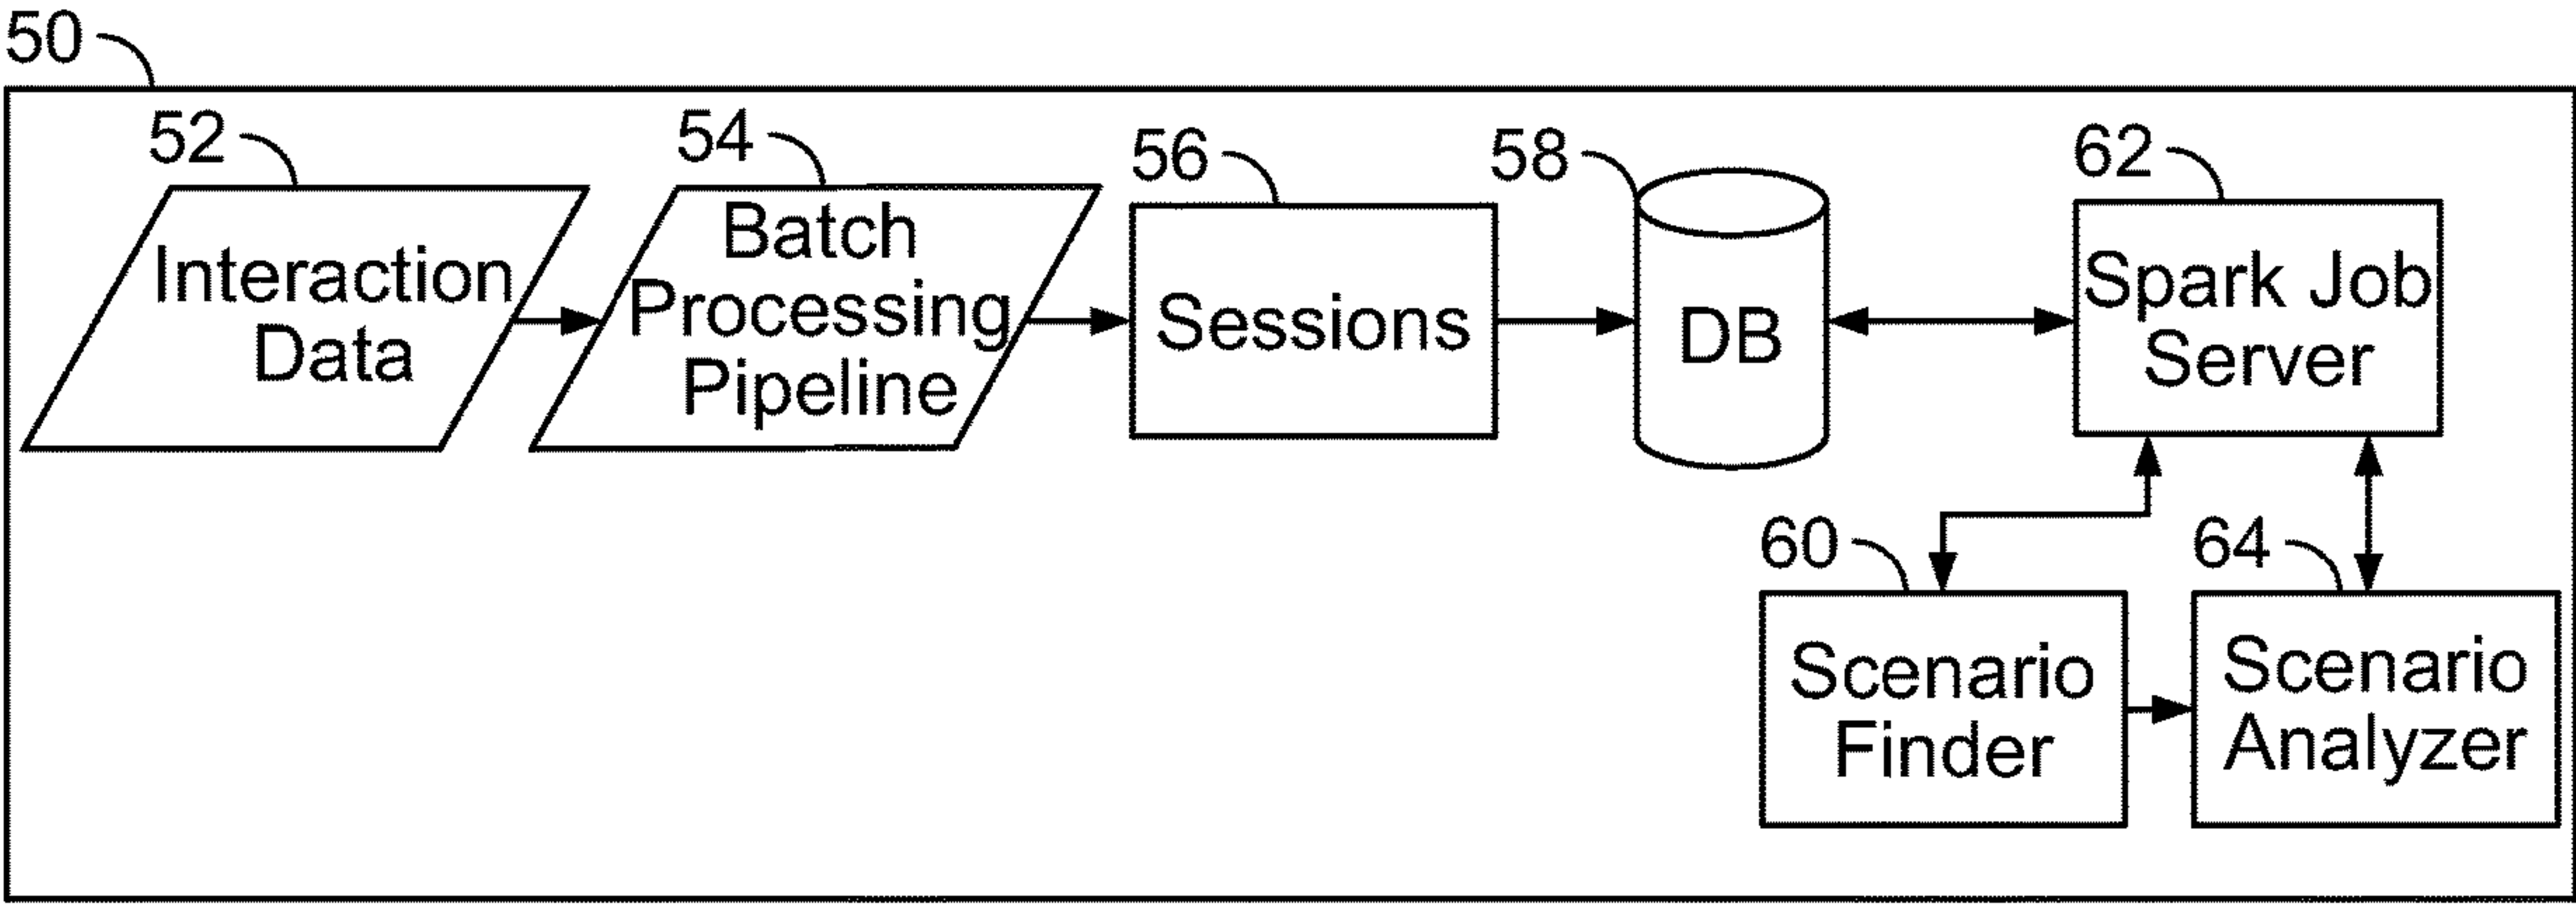 50
52
Interaction
Data
54
Batch
Processing
Pipeline
56
Sessions
58
DB
62
Spark Job
Server
60
Scenario
Finder
64
Scenario
Analyzer